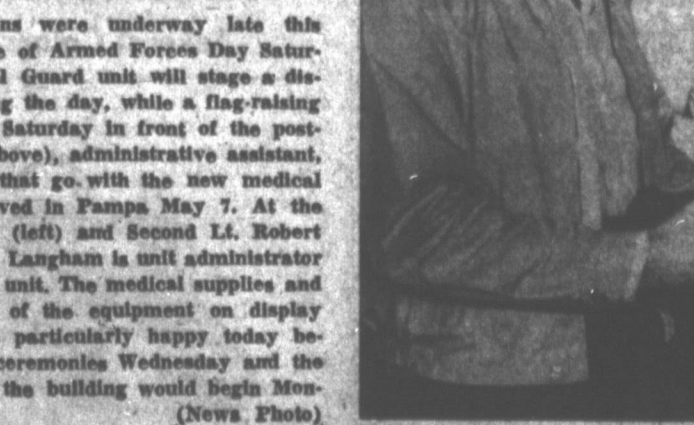 ns were underway late this
e of Armed Forces Day Satur-
l Guard unit will stage a dis-
g the day, while a flag-raising
Saturday in front of the post-
bove), administrative assistant,
that go with the new medical
ved in Pampa May 7. At the
(left) and Second Lt. Robert
Langham is unit administrator
unit. The medical supplies and
of the equipment on display
particularly happy today be-
ceremonies Wednesday and the
the building would begin Mon-
(News Photo)